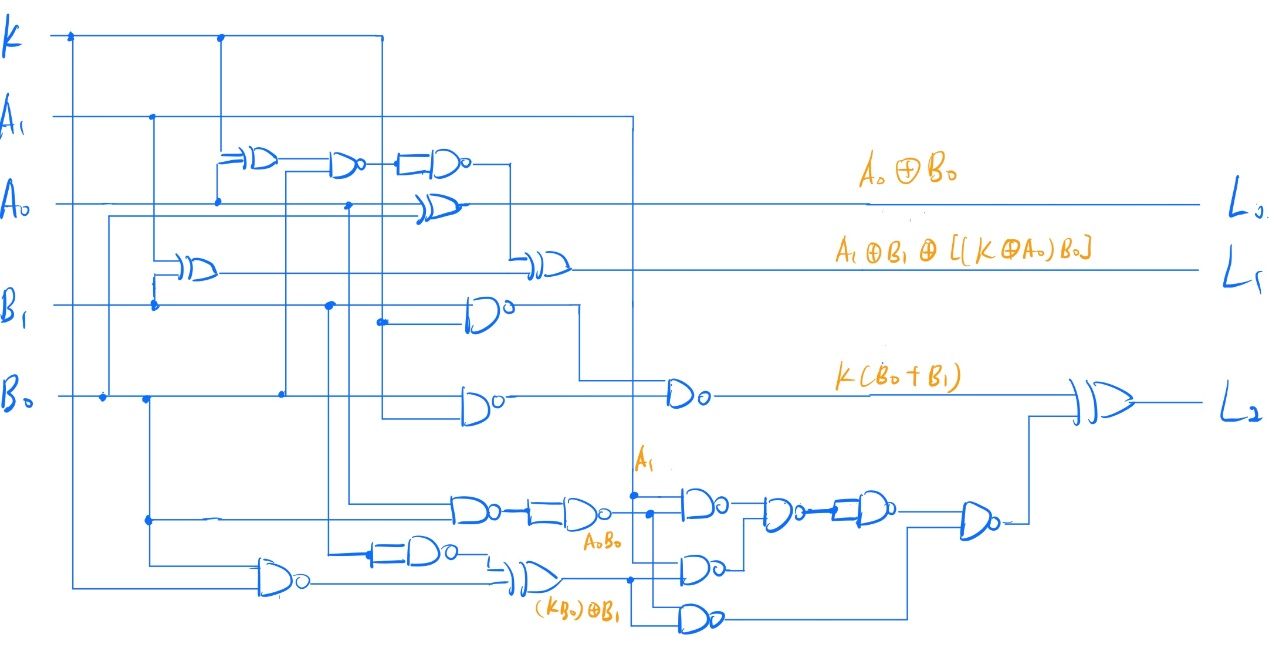 K
A₁
A₀
B₁
B₀
A₀ ⊕ B₀
L₀
A₁ ⊕ B₁ ⊕ [(K ⊕ A₀) B₀]
L₁
K(B₀ + B₁)
L₂
A₁
A₀B₀
(KB₀) ⊕ B₁